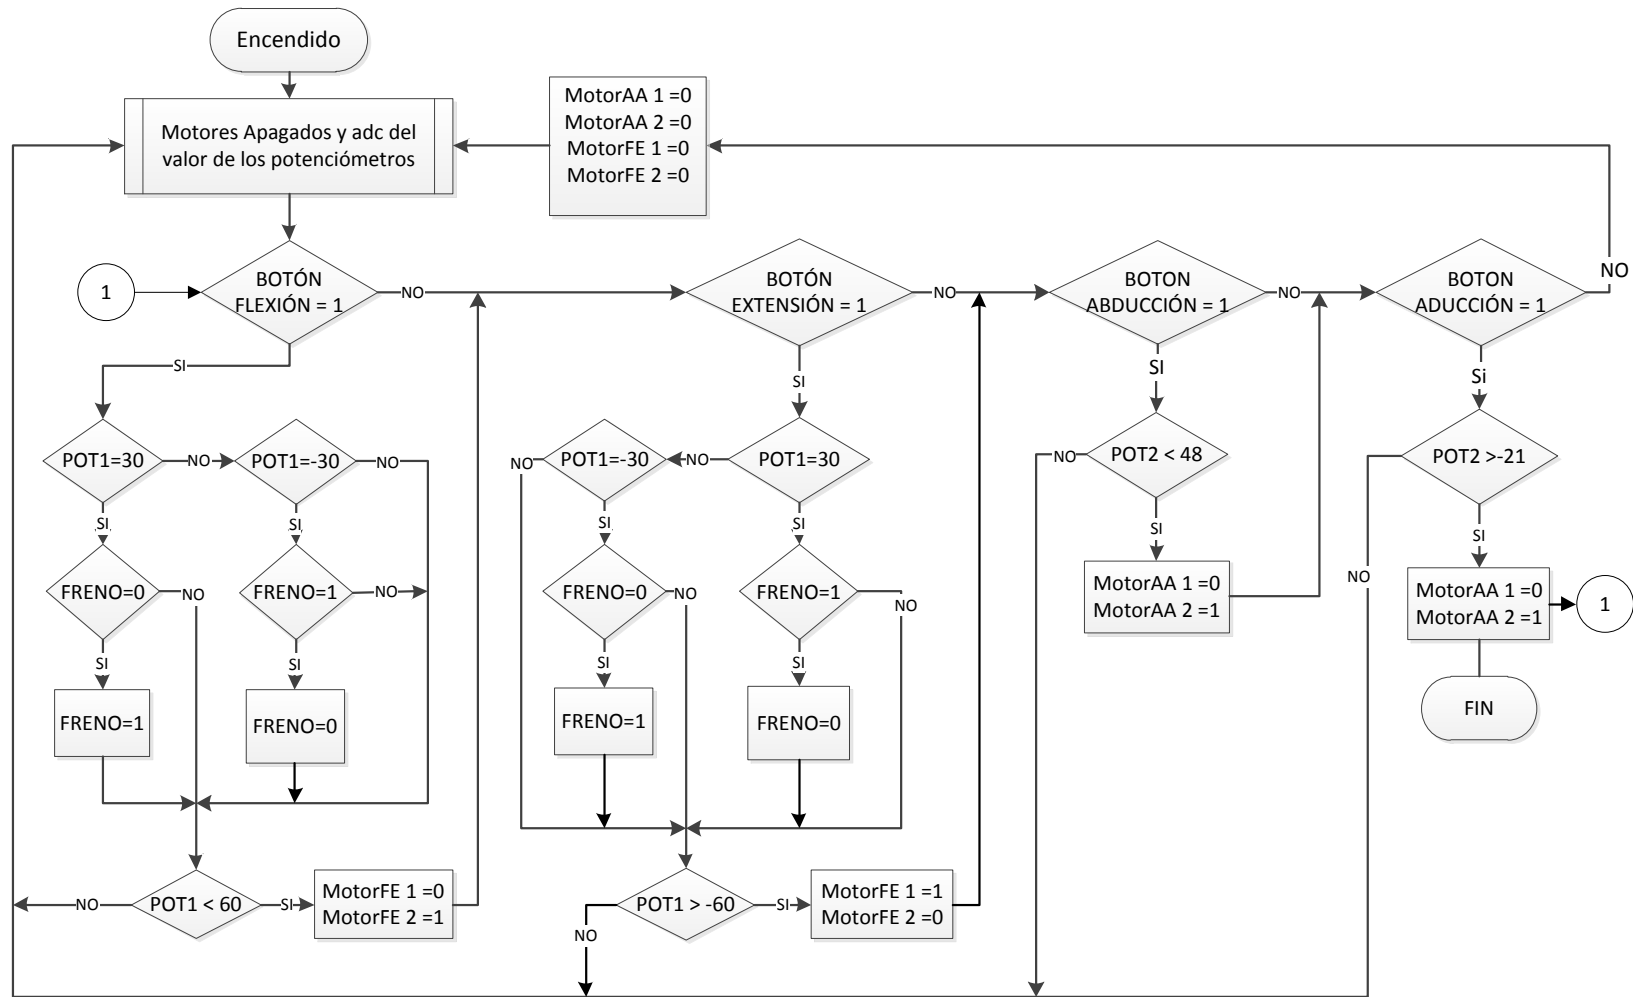 Encendido
Motores Apagados y adc del
valor de los potenciómetros
MotorAA 1 =0
MotorAA 2 =0
MotorFE 1 =0
MotorFE 2 =0
1
BOTÓN
FLEXIÓN = 1
NO
BOTÓN
EXTENSIÓN = 1
NO
BOTON
ABDUCCIÓN = 1
NO
BOTON
ADUCCIÓN = 1
NO
SI
SI
SI
Si
POT1=30
NO
POT1=-30
NO
NO
POT1=-30
NO
POT1=30
NO
POT2 < 48
POT2 >-21
SI
SI
SI
SI
SI
SI
FRENO=0
NO
FRENO=1
NO
FRENO=0
NO
FRENO=1
NO
MotorAA 1 =0
MotorAA 2 =1
NO
MotorAA 1 =0
MotorAA 2 =1
1
SI
SI
SI
SI
FRENO=1
FRENO=0
FRENO=1
FRENO=0
FIN
NO
POT1 < 60
SI
MotorFE 1 =0
MotorFE 2 =1
NO
POT1 > -60
SI
MotorFE 1 =1
MotorFE 2 =0